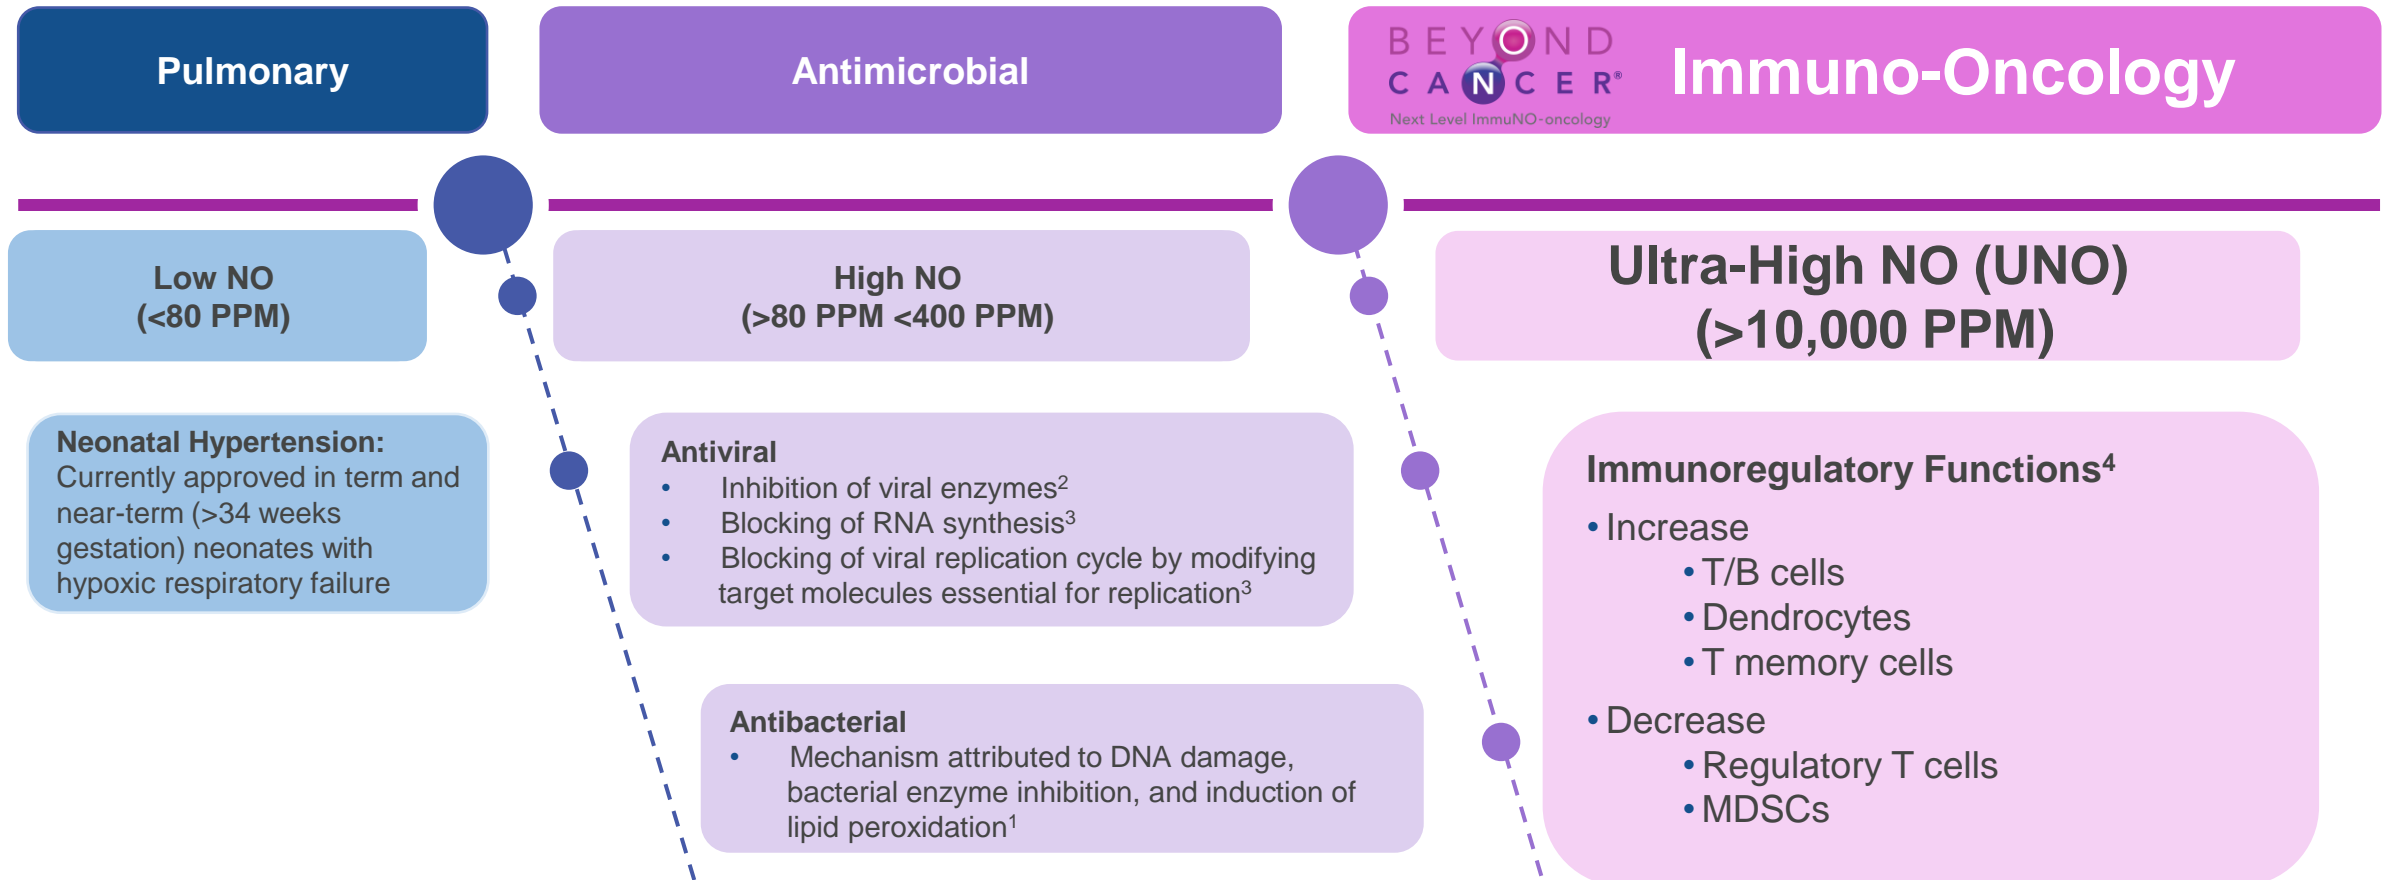 Pulmonary
Antimicrobial
BEYOND
CANCER®
Next Level ImmuNO-oncology
Immuno-Oncology
Low NO
(<80 PPM)
High NO
(>80 PPM <400 PPM)
Ultra-High NO (UNO)
(>10,000 PPM)
Neonatal Hypertension:
Currently approved in term and
near-term (>34 weeks
gestation) neonates with
hypoxic respiratory failure
Antiviral
• Inhibition of viral enzymes²
• Blocking of RNA synthesis³
• Blocking of viral replication cycle by modifying
target molecules essential for replication³
Antibacterial
• Mechanism attributed to DNA damage,
bacterial enzyme inhibition, and induction of
lipid peroxidation¹
Immunoregulatory Functions⁴
• Increase
• T/B cells
• Dendrocytes
• T memory cells
• Decrease
• Regulatory T cells
• MDSCs